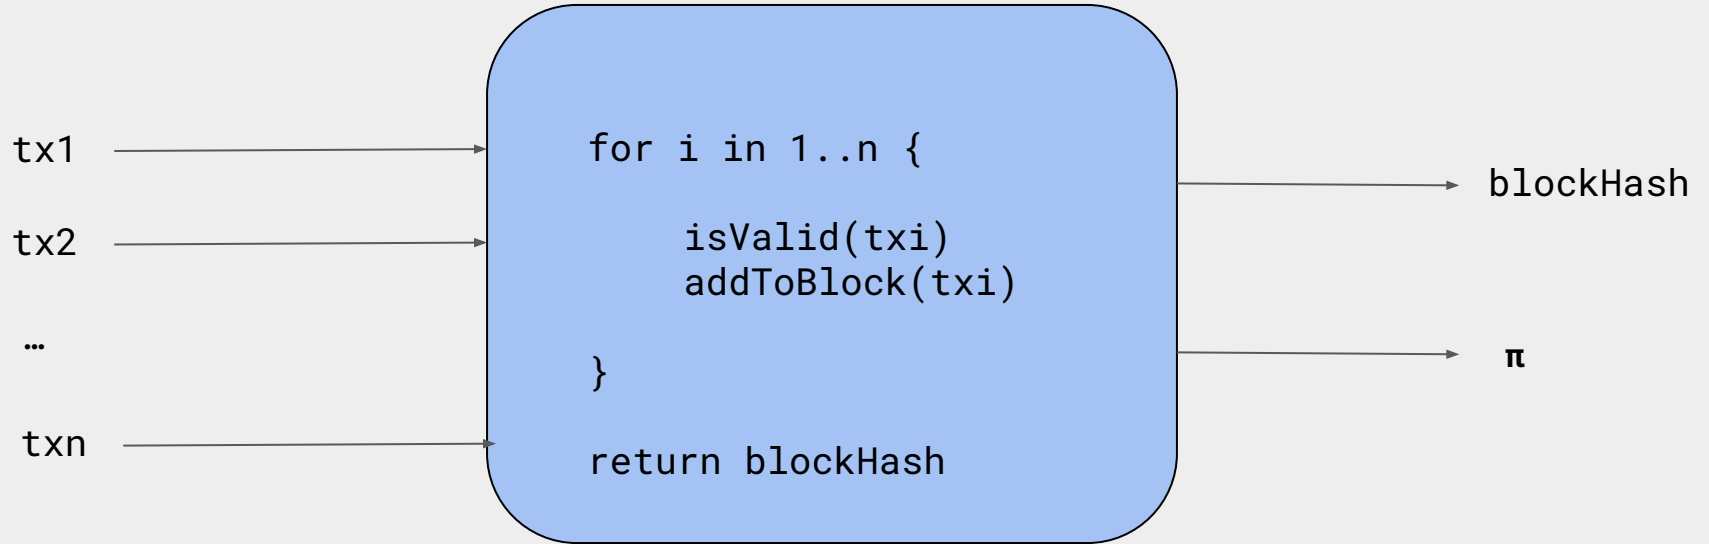 tx1
tx2
…
txn
for i in 1..n {
isValid(txi)
addToBlock(txi)
}
return blockHash
blockHash
π